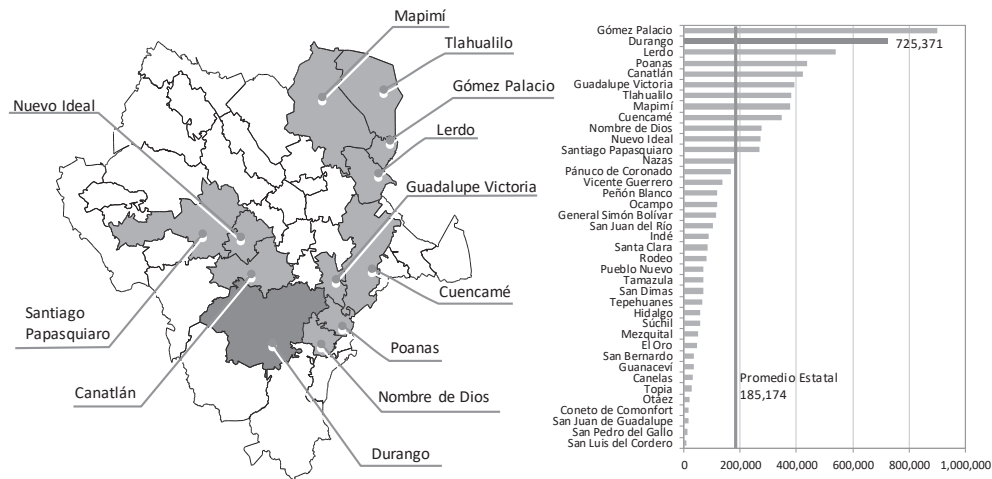 Mapimí
Tlahualilo
Gómez Palacio
Nuevo Ideal
Lerdo
Guadalupe Victoria
Cuencamé
Santiago
Papasquiaro
Poanas
Canatlán
Nombre de Dios
Durango
Gómez Palacio
Durango
725,371
Lerdo
Poanas
Canatlán
Guadalupe Victoria
Tlahualilo
Mapimí
Cuencamé
Nombre de Dios
Nuevo Ideal
Santiago Papasquiaro
Nazas
Pánuco de Coronado
Vicente Guerrero
Peñón Blanco
Ocampo
General Simón Bolívar
San Juan del Río
Indé
Santa Clara
Rodeo
Pueblo Nuevo
Tamazula
San Dimas
Tepehuanes
Hidalgo
Súchil
Mezquital
El Oro
San Bernardo
Guanaceví
Canelas
Topia
Otáez
Coneto de Comonfort
San Juan de Guadalupe
San Pedro del Gallo
San Luis del Cordero
Promedio Estatal
185,174
0 200,000 400,000 600,000 800,000 1,000,000